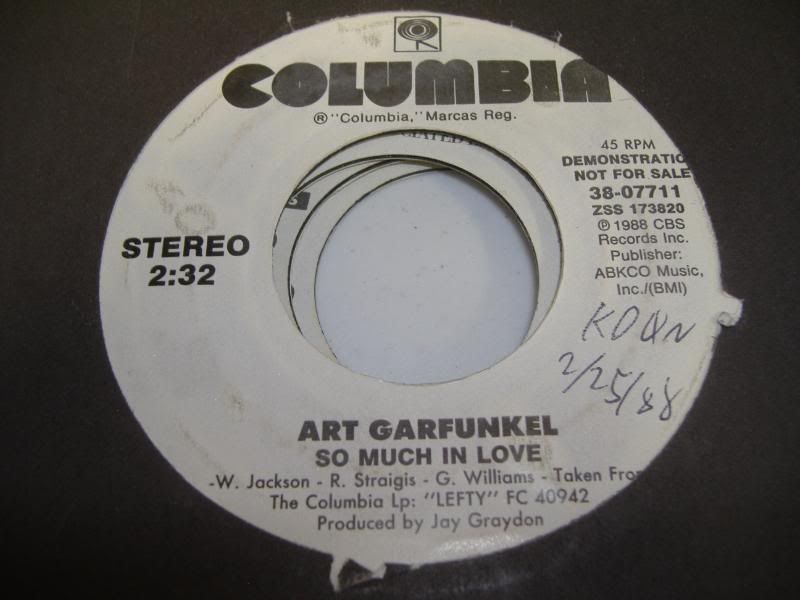 COLUMBIA
® "Columbia," Marcas Reg.
45 RPM
DEMONSTRATIO
NOT FOR SALE
38-07711
ZSS 173820
℗ 1988 CBS
Records Inc.
Publisher:
ABKCO Music,
Inc./(BMI)
STEREO
2:32
KDQN
2/25/88
ART GARFUNKEL
SO MUCH IN LOVE
-W. Jackson - R. Straigis - G. Williams - Taken From
The Columbia Lp: "LEFTY" FC 40942
Produced by Jay Graydon